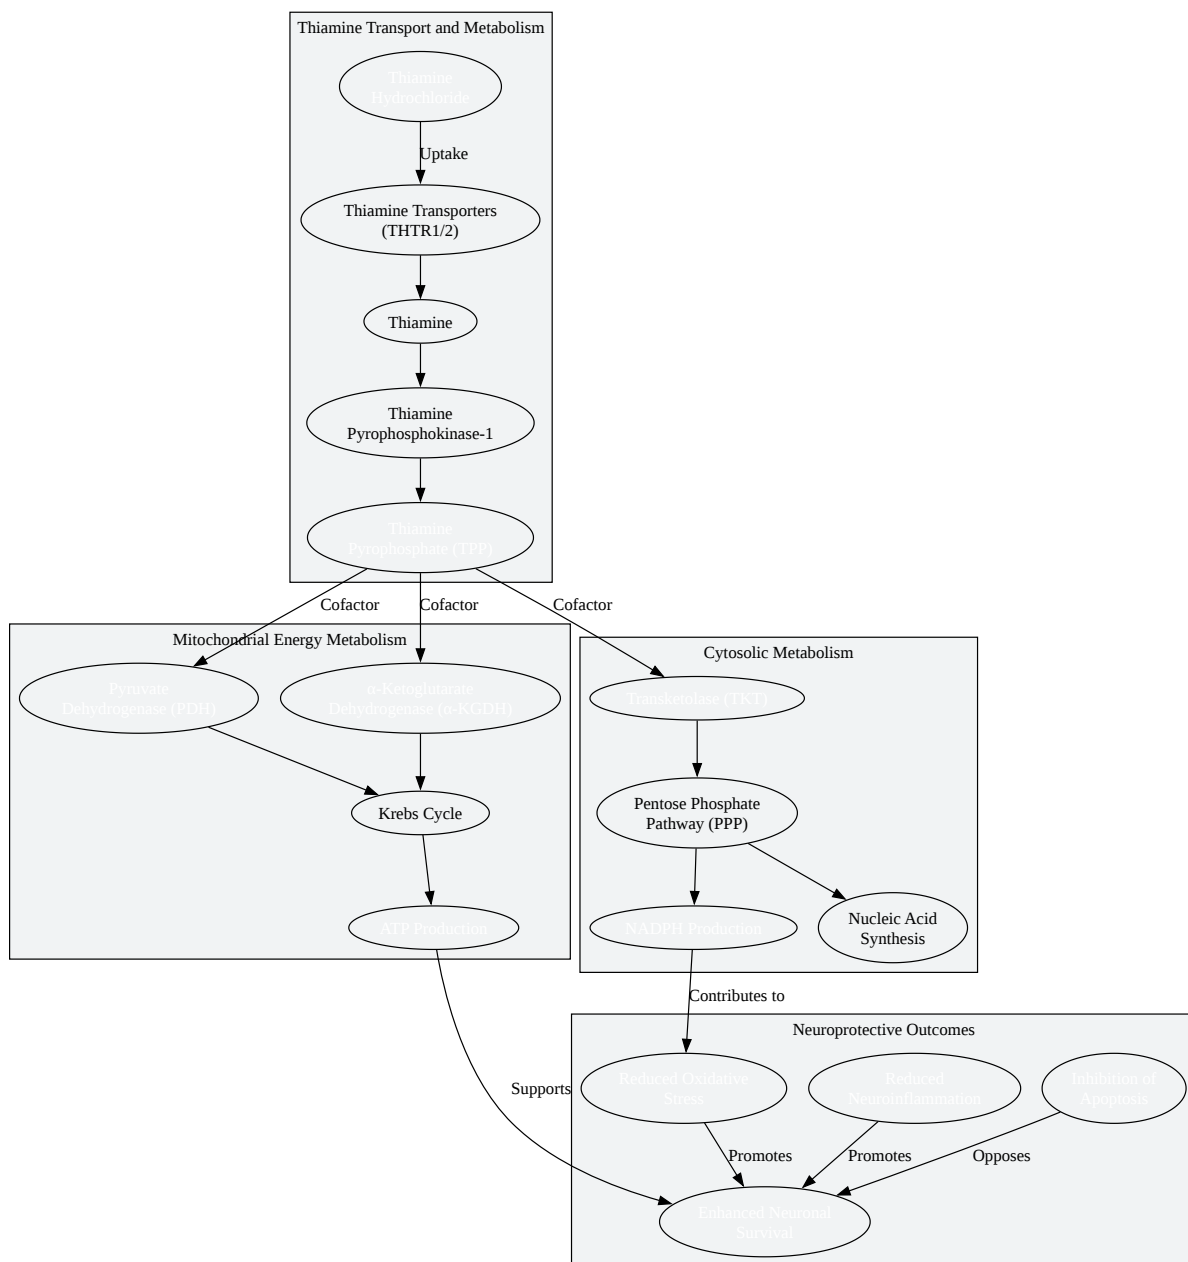 Thiamine Transport and Metabolism
Thiamine
Hydrochloride
Uptake
Thiamine Transporters
(THTR1/2)
Thiamine
Thiamine
Pyrophosphokinase-1
Thiamine
Pyrophosphate (TPP)
Cofactor
Cofactor
Cofactor
Mitochondrial Energy Metabolism
Pyruvate
Dehydrogenase (PDH)
α-Ketoglutarate
Dehydrogenase (α-KGDH)
Krebs Cycle
ATP Production
Cytosolic Metabolism
Transketolase (TKT)
Pentose Phosphate
Pathway (PPP)
NADPH Production
Nucleic Acid
Synthesis
Contributes to
Supports
Neuroprotective Outcomes
Reduced Oxidative
Stress
Reduced
Neuroinflammation
Inhibition of
Apoptosis
Promotes
Promotes
Opposes
Enhanced Neuronal
Survival